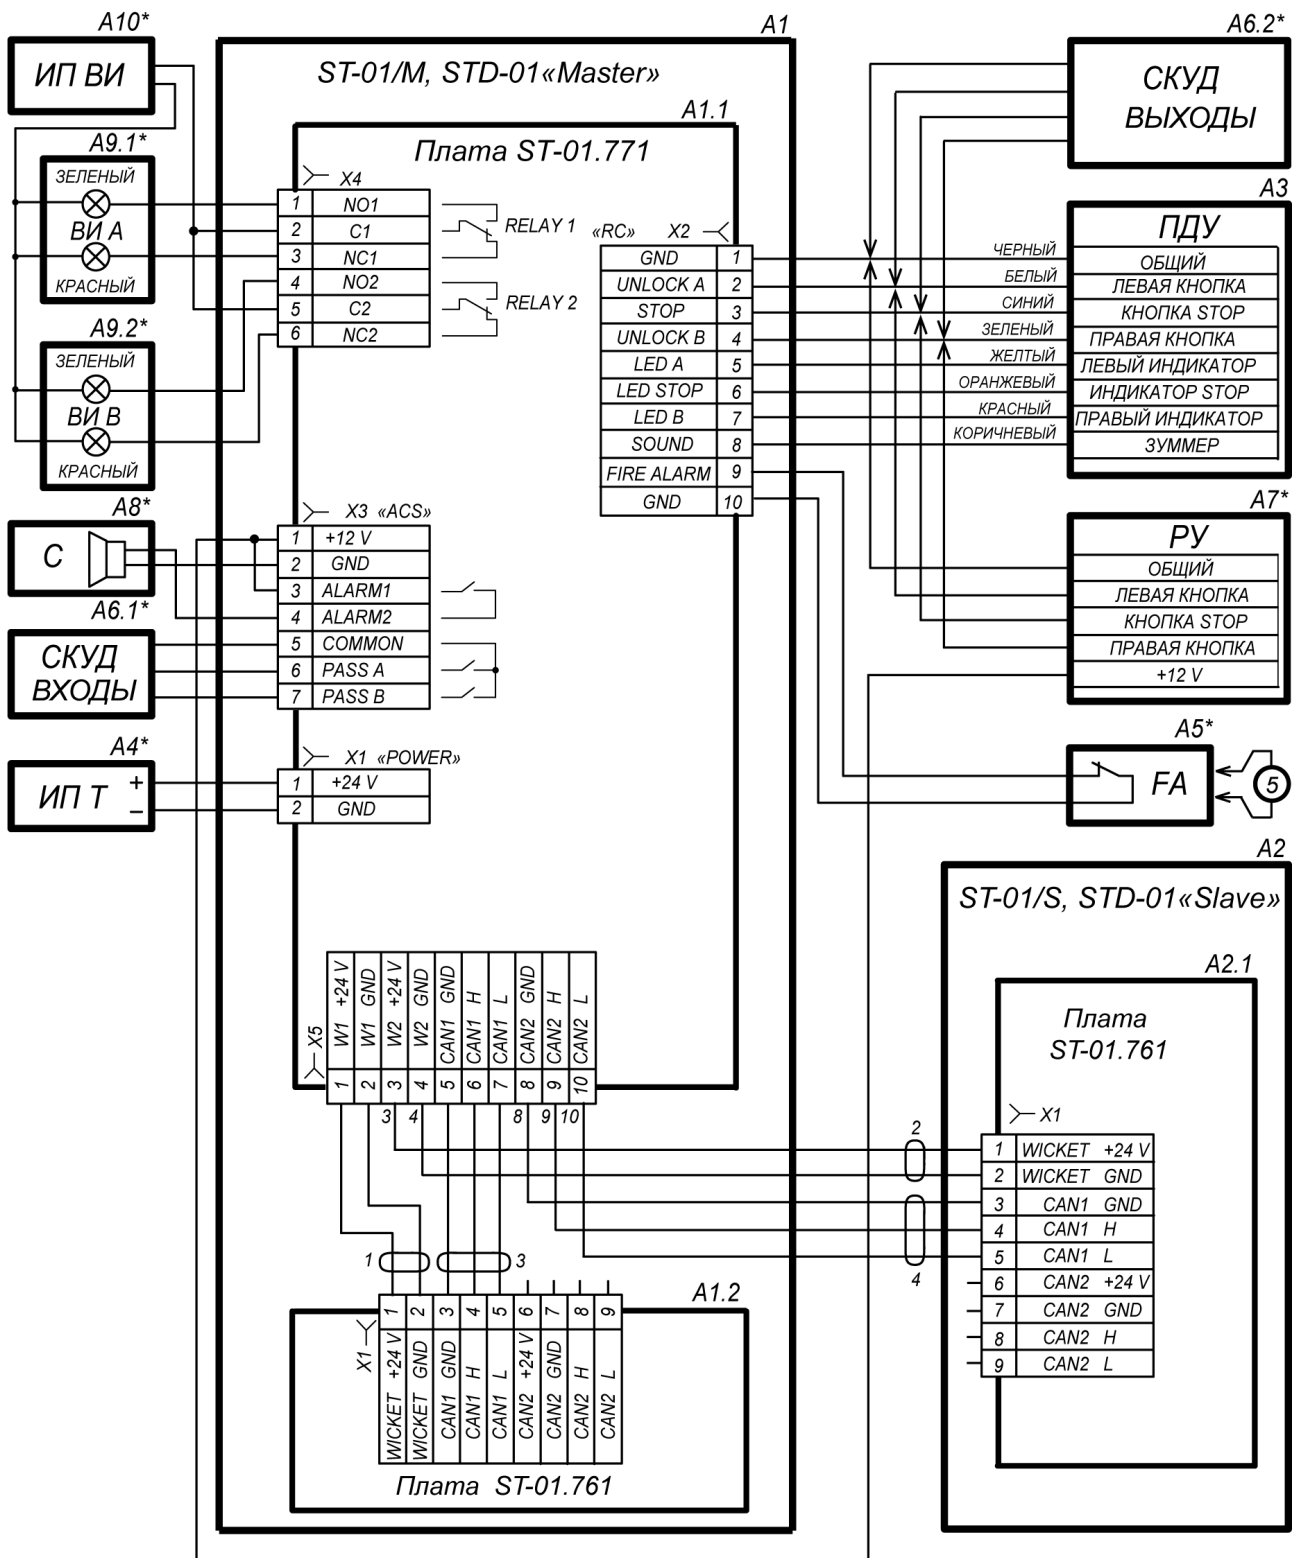 A10*
ИП ВИ
A9.1*
ЗЕЛЕНЫЙ
ВИ А
КРАСНЫЙ
A9.2*
ЗЕЛЕНЫЙ
ВИ В
КРАСНЫЙ
A8*
С
A6.1*
СКУД
ВХОДЫ
A4*
ИП Т
+
−
A1
ST-01/M, STD-01«Master»
A1.1
Плата ST-01.771
X4
1 NO1
2 C1
3 NC1
4 NO2
5 C2
6 NC2
RELAY 1
RELAY 2
X3 «ACS»
1 +12 V
2 GND
3 ALARM1
4 ALARM2
5 COMMON
6 PASS A
7 PASS B
X1 «POWER»
1 +24 V
2 GND
«RC» X2
GND 1
UNLOCK A 2
STOP 3
UNLOCK B 4
LED A 5
LED STOP 6
LED B 7
SOUND 8
FIRE ALARM 9
GND 10
X5
1 W1 +24 V
2 W1 GND
3 W2 +24 V
4 W2 GND
5 CAN1 GND
6 CAN1 H
7 CAN1 L
8 CAN2 GND
9 CAN2 H
10 CAN2 L
3 4 8 9 10
1 3
A1.2
X1
1 WICKET +24 V
2 WICKET GND
3 CAN1 GND
4 CAN1 H
5 CAN1 L
6 CAN2 +24 V
7 CAN2 GND
8 CAN2 H
9 CAN2 L
Плата ST-01.761
A6.2*
СКУД
ВЫХОДЫ
A3
ПДУ
ЧЕРНЫЙ ОБЩИЙ
БЕЛЫЙ ЛЕВАЯ КНОПКА
СИНИЙ КНОПКА STOP
ЗЕЛЕНЫЙ ПРАВАЯ КНОПКА
ЖЕЛТЫЙ ЛЕВЫЙ ИНДИКАТОР
ОРАНЖЕВЫЙ ИНДИКАТОР STOP
КРАСНЫЙ ПРАВЫЙ ИНДИКАТОР
КОРИЧНЕВЫЙ ЗУММЕР
A7*
РУ
ОБЩИЙ
ЛЕВАЯ КНОПКА
КНОПКА STOP
ПРАВАЯ КНОПКА
+12 V
A5*
FA
5
A2
ST-01/S, STD-01«Slave»
A2.1
Плата
ST-01.761
X1
2
4
1 WICKET +24 V
2 WICKET GND
3 CAN1 GND
4 CAN1 H
5 CAN1 L
6 CAN2 +24 V
7 CAN2 GND
8 CAN2 H
9 CAN2 L